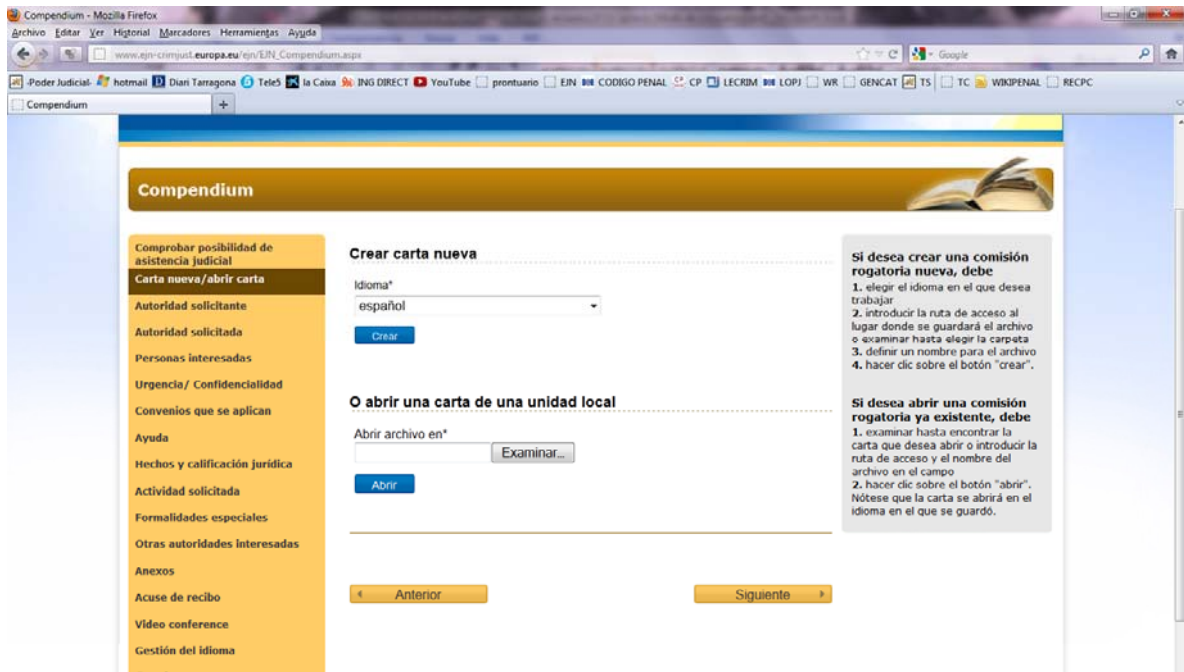 Compendium - Mozilla Firefox
Archivo Editar Ver Historial Marcadores Herramientas Ayuda
www.ejn-crimjust.europa.eu/ejn/EJN_Compendium.aspx
Google
-Poder Judicial- hotmail Diari Tarragona Tele5 la Caixa ING DIRECT YouTube prontuario EJN CODIGO PENAL CP LECRIM LOPJ WR GENCAT TS TC WIKIPENAL RECPC
Compendium +
Compendium
Comprobar posibilidad de
asistencia judicial
Carta nueva/abrir carta
Autoridad solicitante
Autoridad solicitada
Personas interesadas
Urgencia/ Confidencialidad
Convenios que se aplican
Ayuda
Hechos y calificación jurídica
Actividad solicitada
Formalidades especiales
Otras autoridades interesadas
Anexos
Acuse de recibo
Video conference
Gestión del idioma
Crear carta nueva
Idioma*
español
Crear
O abrir una carta de una unidad local
Abrir archivo en*
Examinar...
Abrir
Anterior
Siguiente
Si desea crear una comisión
rogatoria nueva, debe
1. elegir el idioma en el que desea
trabajar
2. introducir la ruta de acceso al
lugar donde se guardará el archivo
o examinar hasta elegir la carpeta
3. definir un nombre para el archivo
4. hacer clic sobre el botón "crear".
Si desea abrir una comisión
rogatoria ya existente, debe
1. examinar hasta encontrar la
carta que desea abrir o introducir la
ruta de acceso y el nombre del
archivo en el campo
2. hacer clic sobre el botón "abrir".
Nótese que la carta se abrirá en el
idioma en el que se guardó.